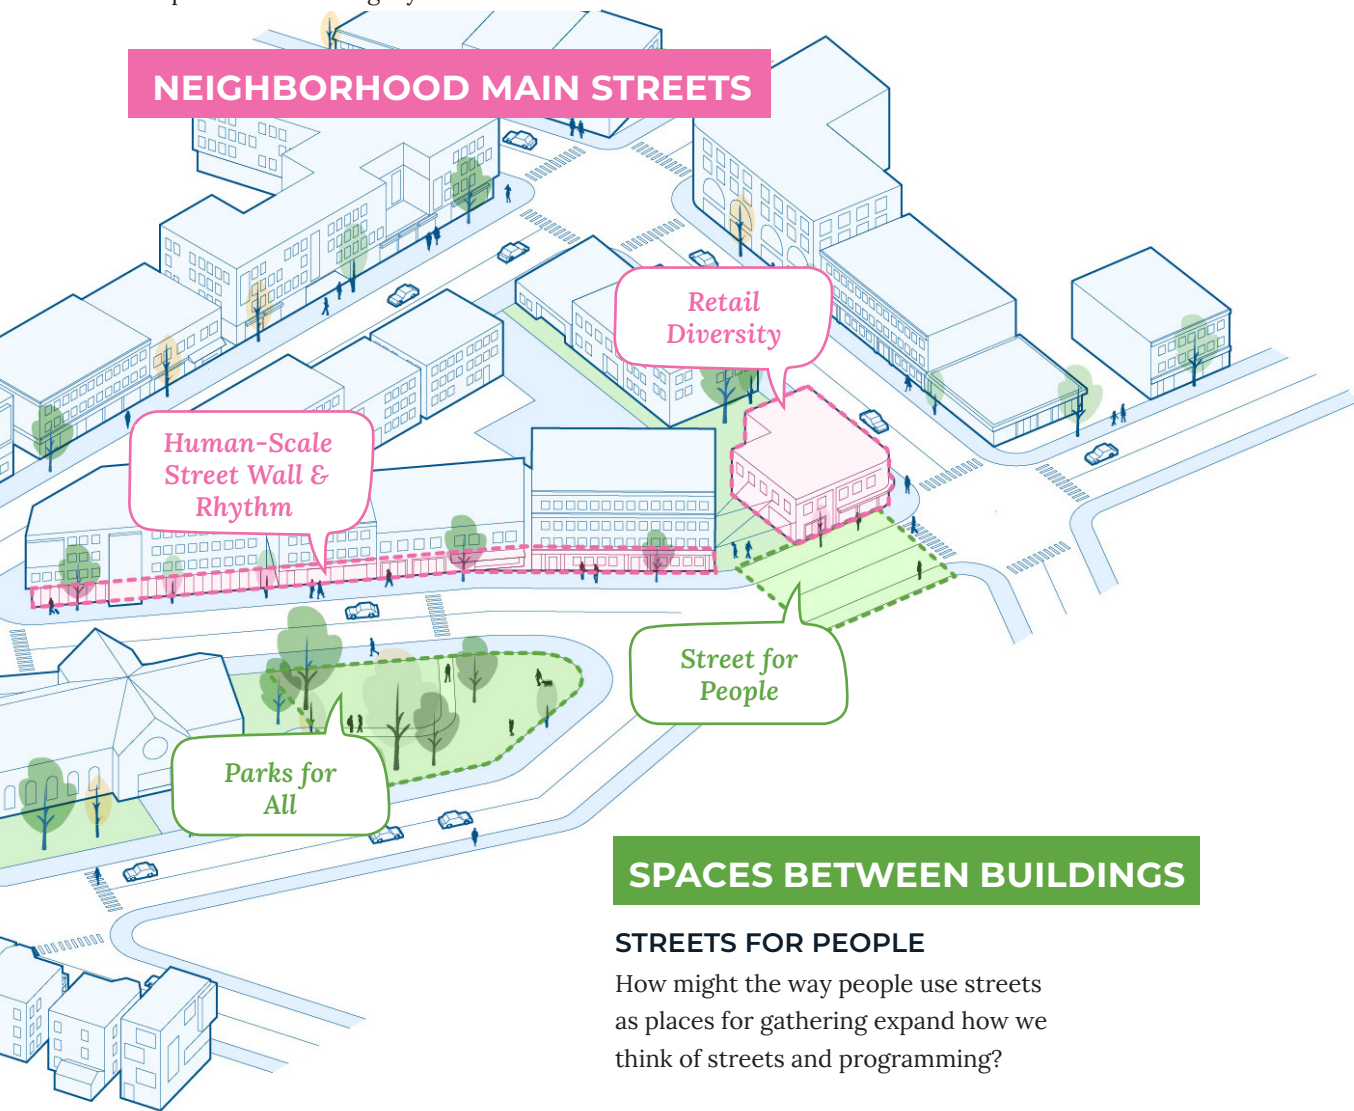 NEIGHBORHOOD MAIN STREETS
Retail
Diversity
Human-Scale
Street Wall &
Rhythm
Street for
People
Parks for
All
SPACES BETWEEN BUILDINGS
STREETS FOR PEOPLE
How might the way people use streets
as places for gathering expand how we
think of streets and programming?